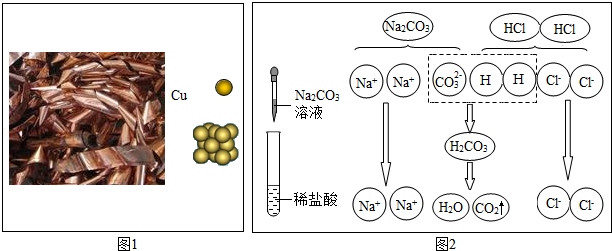 Cu
图1
Na₂CO₃
溶液
稀盐酸
Na₂CO₃
HCl HCl
Na⁺ Na⁺ CO₃²⁻ H H Cl⁻ Cl⁻
H₂CO₃
Na⁺ Na⁺ H₂O CO₂↑ Cl⁻ Cl⁻
图2